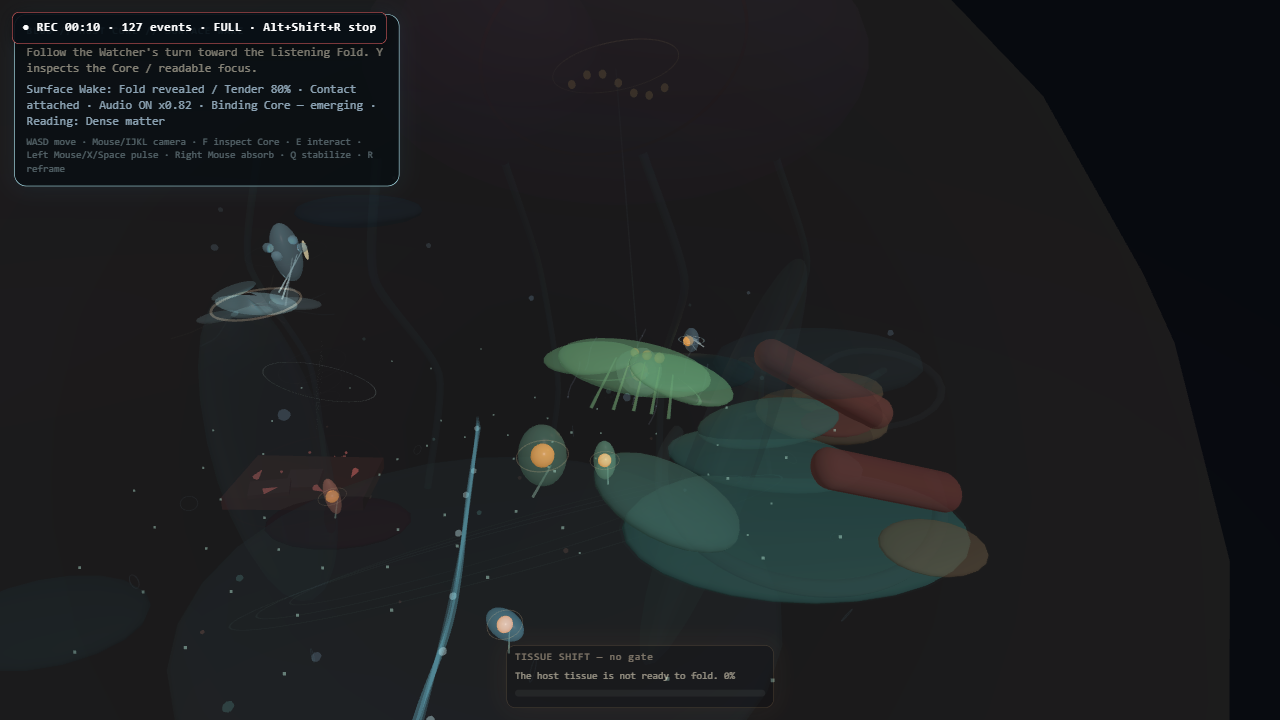 ● REC 00:10 · 127 events · FULL · Alt+Shift+R stop
Follow the Watcher's turn toward the Listening Fold. Y
inspects the Core / readable focus.
Surface Wake: Fold revealed / Tender 80% · Contact
attached · Audio ON x0.82 · Binding Core — emerging ·
Reading: Dense matter
WASD move · Mouse/IJKL camera · F inspect Core · E interact ·
Left Mouse/X/Space pulse · Right Mouse absorb · Q stabilize · R
reframe
TISSUE SHIFT — no gate
The host tissue is not ready to fold. 0%